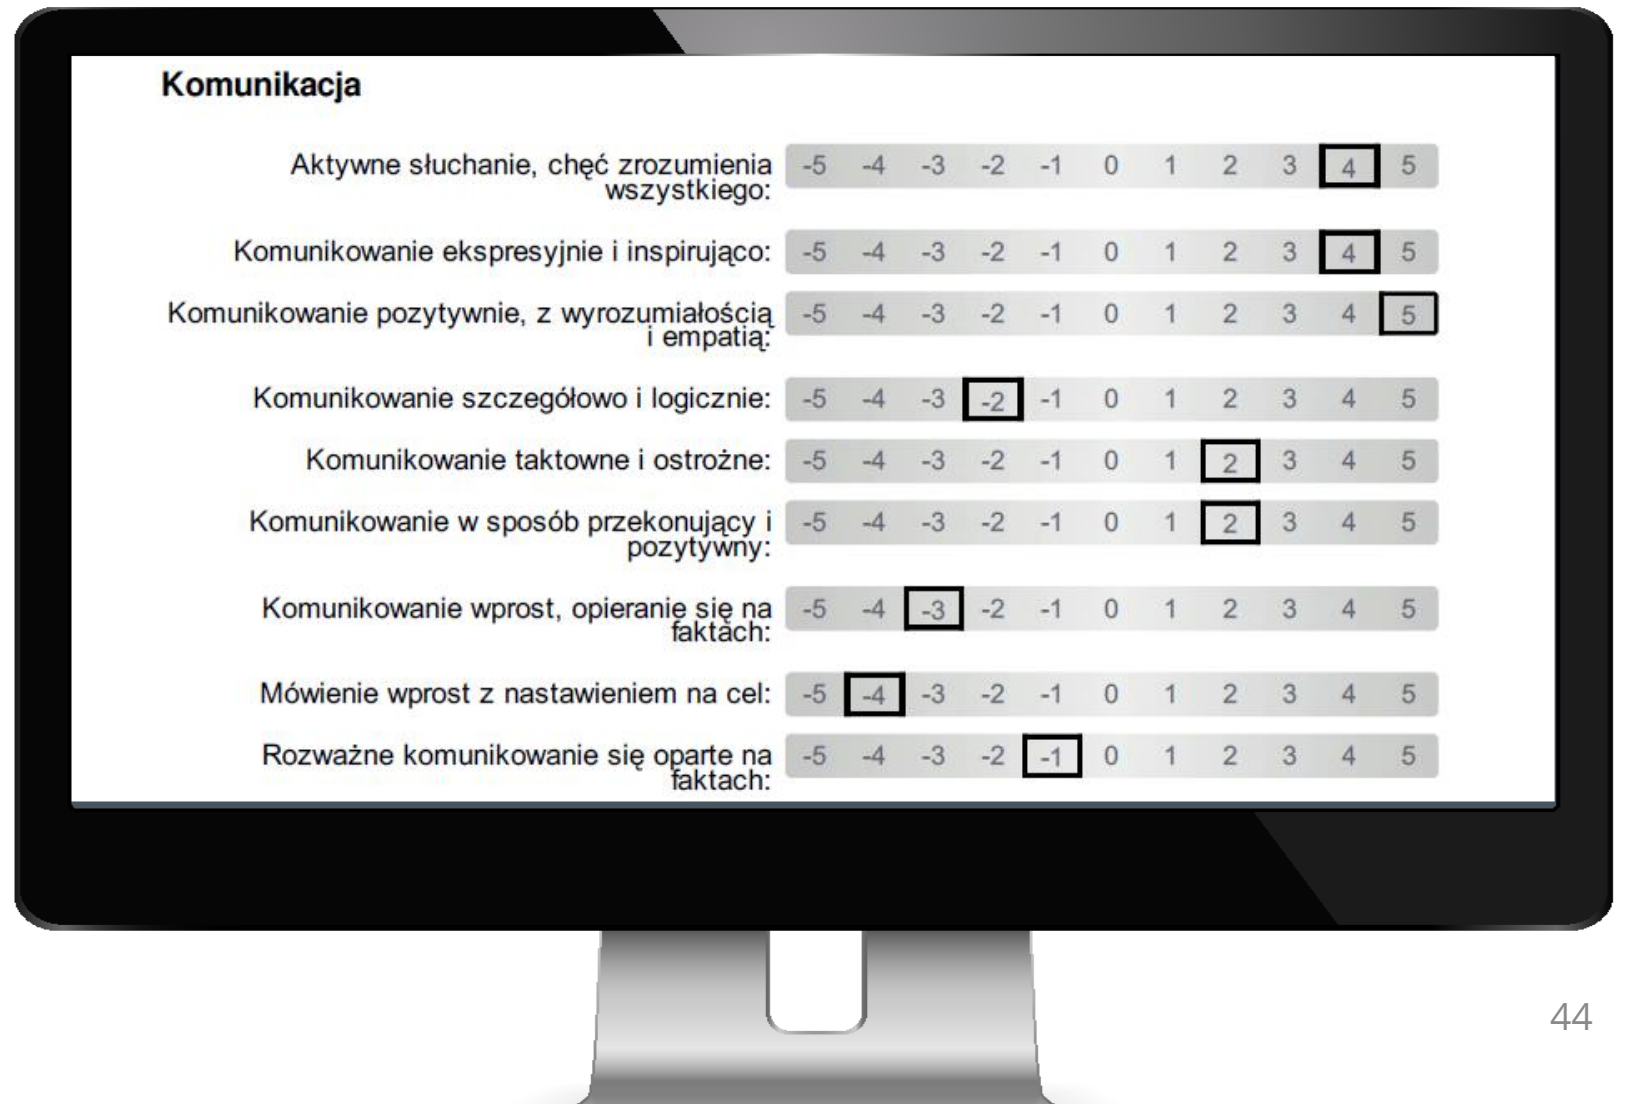 Komunikacja
Aktywne słuchanie, chęć zrozumienia -5 -4 -3 -2 -1 0 1 2 3 4 5
wszystkiego:
Komunikowanie ekspresyjnie i inspirująco: -5 -4 -3 -2 -1 0 1 2 3 4 5
Komunikowanie pozytywnie, z wyrozumiałością -5 -4 -3 -2 -1 0 1 2 3 4 5
i empatią:
Komunikowanie szczegółowo i logicznie: -5 -4 -3 -2 -1 0 1 2 3 4 5
Komunikowanie taktowne i ostrożne: -5 -4 -3 -2 -1 0 1 2 3 4 5
Komunikowanie w sposób przekonujący i -5 -4 -3 -2 -1 0 1 2 3 4 5
pozytywny:
Komunikowanie wprost, opieranie się na -5 -4 -3 -2 -1 0 1 2 3 4 5
faktach:
Mówienie wprost z nastawieniem na cel: -5 -4 -3 -2 -1 0 1 2 3 4 5
Rozważne komunikowanie się oparte na -5 -4 -3 -2 -1 0 1 2 3 4 5
faktach:
44